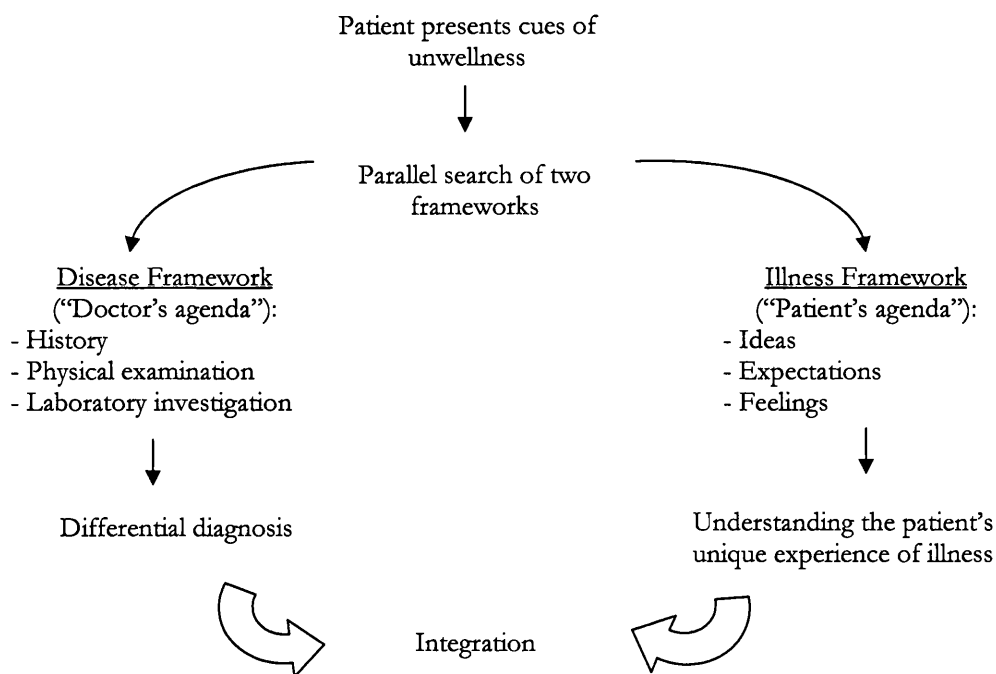 Patient presents cues of
unwellness
Parallel search of two
frameworks
Disease Framework
(“Doctor’s agenda”):
- History
- Physical examination
- Laboratory investigation
Differential diagnosis
Illness Framework
(“Patient’s agenda”):
- Ideas
- Expectations
- Feelings
Understanding the patient’s
unique experience of illness
Integration